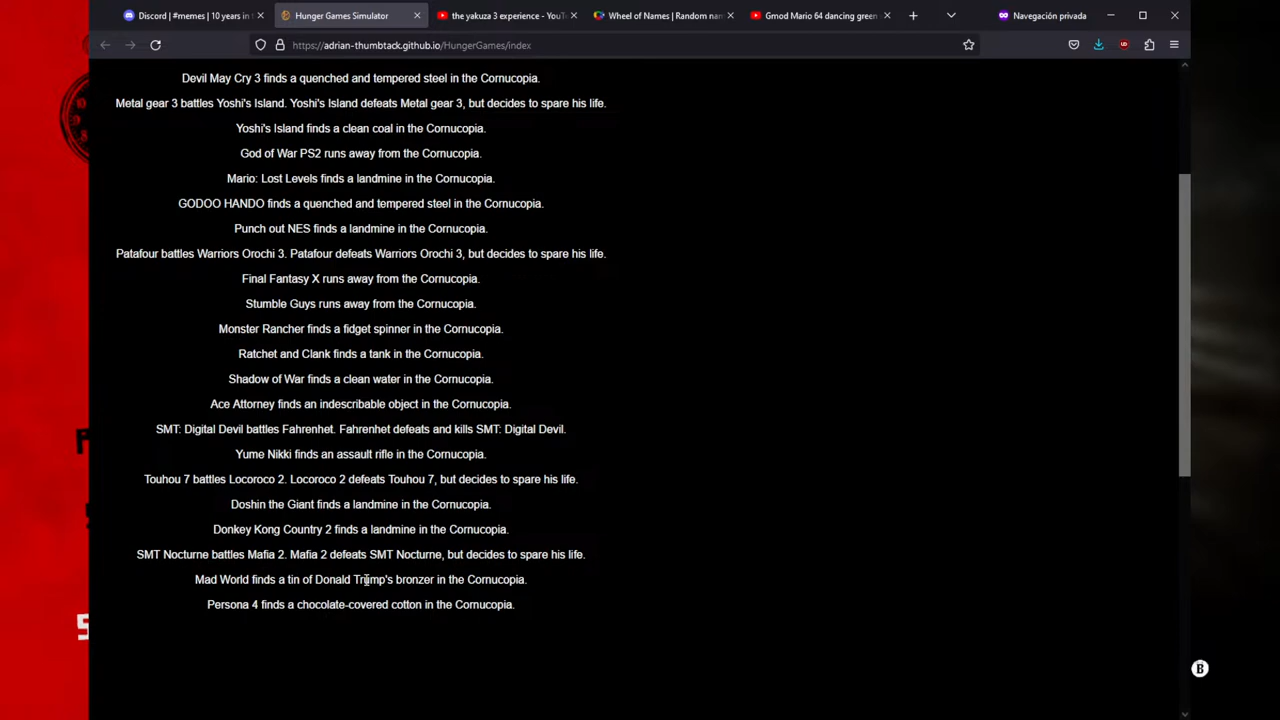 Discord | #memes | 10 years in t
Hunger Games Simulator
the yakuza 3 experience - YouT
Wheel of Names | Random nam
Gmod Mario 64 dancing green
Navegación privada
https://adrian-thumbtack.github.io/HungerGames/index
Devil May Cry 3 finds a quenched and tempered steel in the Cornucopia.
Metal gear 3 battles Yoshi's Island. Yoshi's Island defeats Metal gear 3, but decides to spare his life.
Yoshi's Island finds a clean coal in the Cornucopia.
God of War PS2 runs away from the Cornucopia.
Mario: Lost Levels finds a landmine in the Cornucopia.
GODOO HANDO finds a quenched and tempered steel in the Cornucopia.
Punch out NES finds a landmine in the Cornucopia.
Patafour battles Warriors Orochi 3. Patafour defeats Warriors Orochi 3, but decides to spare his life.
Final Fantasy X runs away from the Cornucopia.
Stumble Guys runs away from the Cornucopia.
Monster Rancher finds a fidget spinner in the Cornucopia.
Ratchet and Clank finds a tank in the Cornucopia.
Shadow of War finds a clean water in the Cornucopia.
Ace Attorney finds an indescribable object in the Cornucopia.
SMT: Digital Devil battles Fahrenhet. Fahrenhet defeats and kills SMT: Digital Devil.
Yume Nikki finds an assault rifle in the Cornucopia.
Touhou 7 battles Locoroco 2. Locoroco 2 defeats Touhou 7, but decides to spare his life.
Doshin the Giant finds a landmine in the Cornucopia.
Donkey Kong Country 2 finds a landmine in the Cornucopia.
SMT Nocturne battles Mafia 2. Mafia 2 defeats SMT Nocturne, but decides to spare his life.
Mad World finds a tin of Donald Trump's bronzer in the Cornucopia.
Persona 4 finds a chocolate-covered cotton in the Cornucopia.
B